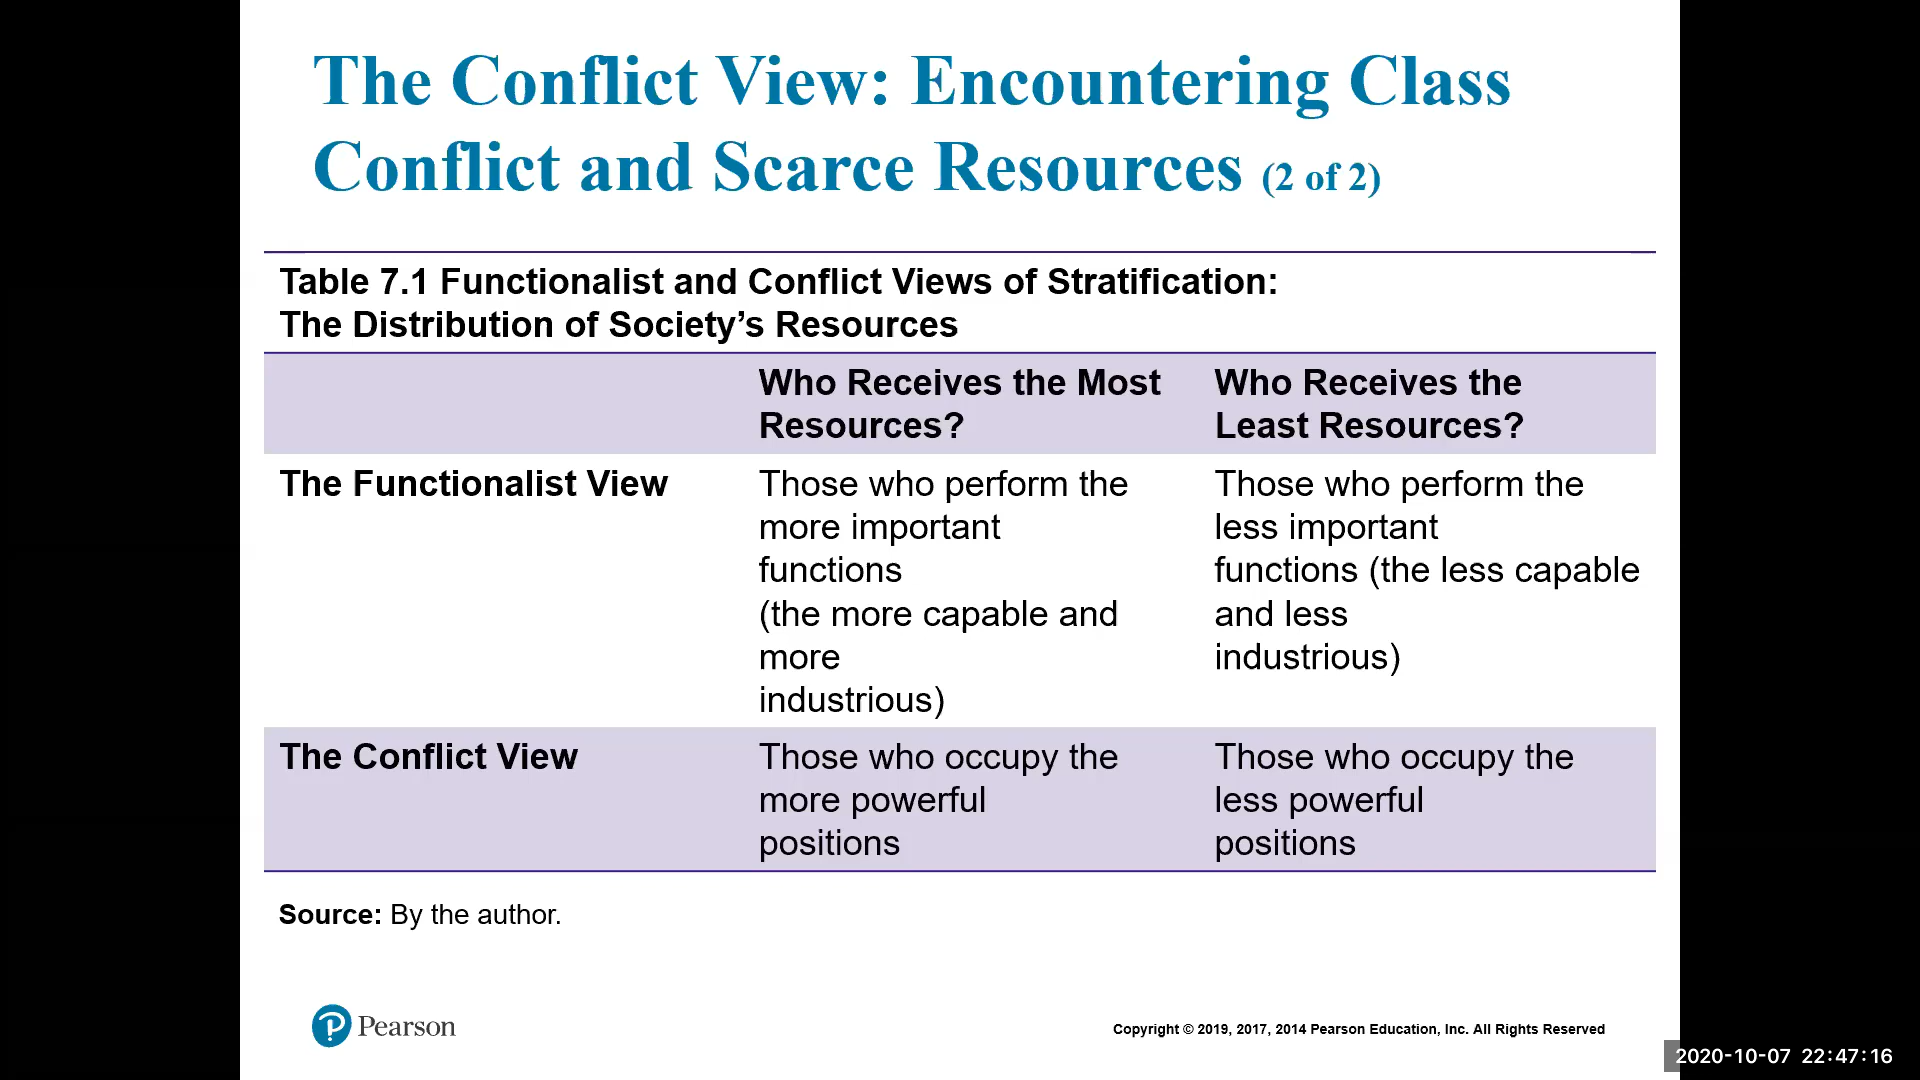 The Conflict View: Encountering Class
Conflict and Scarce Resources (2 of 2)
Table 7.1 Functionalist and Conflict Views of Stratification:
The Distribution of Society’s Resources
Who Receives the Most
Resources?
Who Receives the
Least Resources?
The Functionalist View
Those who perform the
more important
functions
(the more capable and
more
industrious)
Those who perform the
less important
functions (the less capable
and less
industrious)
The Conflict View
Those who occupy the
more powerful
positions
Those who occupy the
less powerful
positions
Source: By the author.
Pearson
Copyright © 2019, 2017, 2014 Pearson Education, Inc. All Rights Reserved
2020-10-07 22:47:16